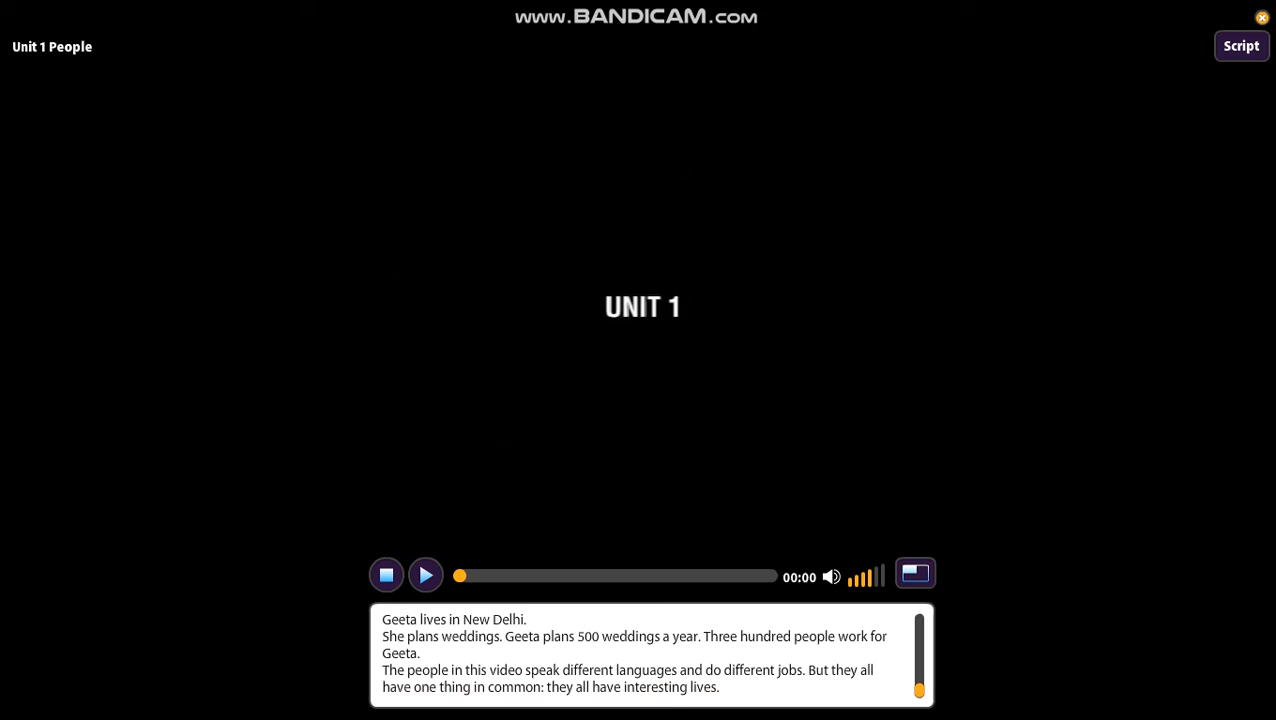 www.BANDICAM.com
Unit 1 People
Script
UNIT 1
00:00
Geeta lives in New Delhi.
She plans weddings. Geeta plans 500 weddings a year. Three hundred people work for
Geeta.
The people in this video speak different languages and do different jobs. But they all
have one thing in common: they all have interesting lives.